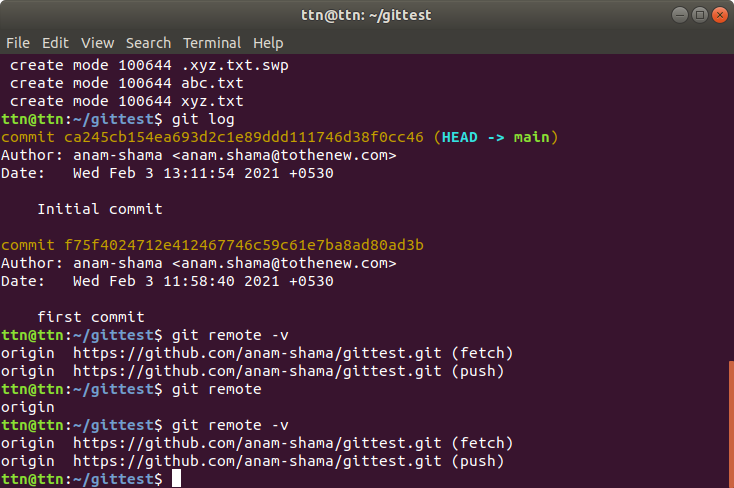 ttn@ttn: ~/gittest
File Edit View Search Terminal Help
 create mode 100644 .xyz.txt.swp
 create mode 100644 abc.txt
 create mode 100644 xyz.txt
ttn@ttn:~/gittest$ git log
commit ca245cb154ea693d2c1e89ddd111746d38f0cc46 (HEAD -> main)
Author: anam-shama <anam.shama@tothenew.com>
Date:   Wed Feb 3 13:11:54 2021 +0530

    Initial commit

commit f75f4024712e412467746c59c61e7ba8ad80ad3b
Author: anam-shama <anam.shama@tothenew.com>
Date:   Wed Feb 3 11:58:40 2021 +0530

    first commit
ttn@ttn:~/gittest$ git remote -v
origin  https://github.com/anam-shama/gittest.git (fetch)
origin  https://github.com/anam-shama/gittest.git (push)
ttn@ttn:~/gittest$ git remote
origin
ttn@ttn:~/gittest$ git remote -v
origin  https://github.com/anam-shama/gittest.git (fetch)
origin  https://github.com/anam-shama/gittest.git (push)
ttn@ttn:~/gittest$